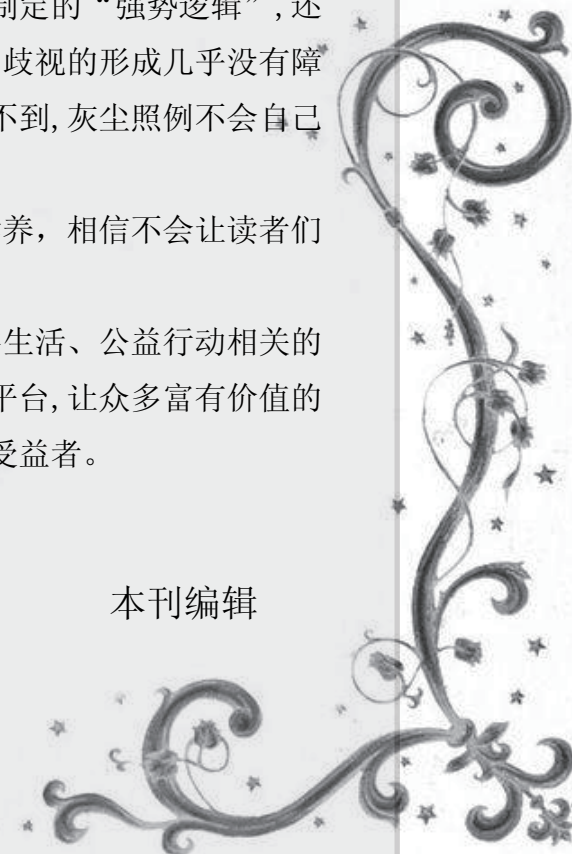 制定的“强势逻辑”,还
歧视的形成几乎没有障
不到,灰尘照例不会自己
养，相信不会让读者们
生活、公益行动相关的
平台,让众多富有价值的
受益者。
本刊编辑